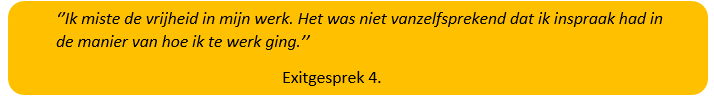 ‘’Ik miste de vrijheid in mijn werk. Het was niet vanzelfsprekend dat ik inspraak had in
de manier van hoe ik te werk ging.’’
Exitgesprek 4.